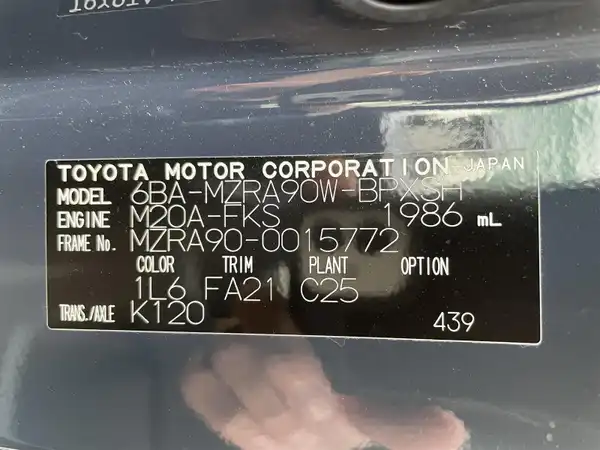 TOYOTA MOTOR CORPORATION JAPAN
MODEL 6BA-MZRA90W-BPXSH
ENGINE M20A-FKS 1986 mL
FRAME No. MZRA90-0015772
COLOR TRIM PLANT OPTION
1L6 FA21 C25
TRANS./AXLE K120 439